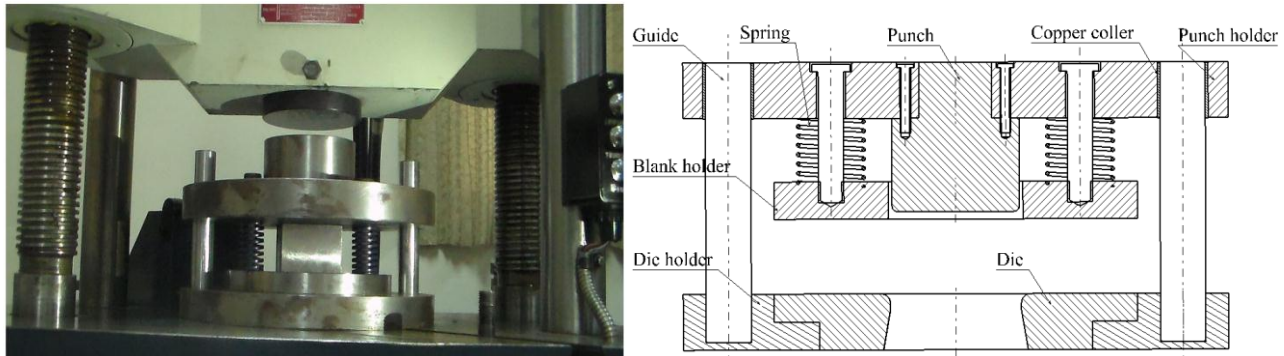 Guide
Spring
Punch
Copper coller
Punch holder
Blank holder
Die holder
Die